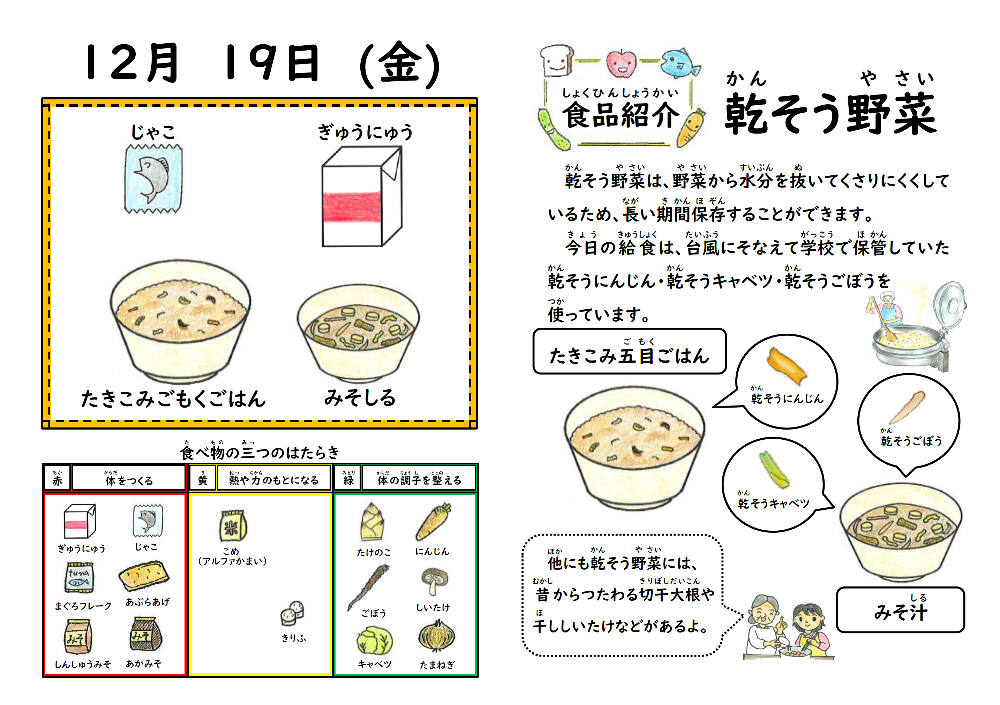 12月 19日 (金)
じゃこ
ぎゅうにゅう
たきこみごもくごはん
みそしる
た もの みっ
食べ物の三つのはたらき
あか からだ
赤 体をつくる
き ねつ ちから
黄 熱や力のもとになる
みどり からだ ちょう し ととの
緑 体の調子を整える
ぎゅうにゅう
じゃこ
tuna
まぐろフレーク
あぶらあげ
みそ
しんしゅうみそ
みそ
あかみそ
米
こめ
(アルファかまい)
きりふ
たけのこ
にんじん
ごぼう
しいたけ
キャベツ
たまねぎ
しょくひんしょうかい
食品紹介
かん や さい
乾そう野菜
かん や さい や さい すいぶん ぬ
乾そう野菜は、野菜から水分を抜いてくさりにくくして
なが き かん ほ ぞん
いるため、長い期間保存することができます。
きょう きゅうしょく たいふう がっこう ほ かん
今日の給食は、台風にそなえて学校で保管していた
かん かん かん
乾そうにんじん・乾そうキャベツ・乾そうごぼうを
つか
使っています。
ご もく
たきこみ五目ごはん
かん
乾そうにんじん
かん
乾そうごぼう
かん
乾そうキャベツ
ほか かん や さい
他にも乾そう野菜には、
むかし きりぼしだいこん
昔からつたわる切干大根や
ほ
干ししいたけなどがあるよ。
しる
みそ汁